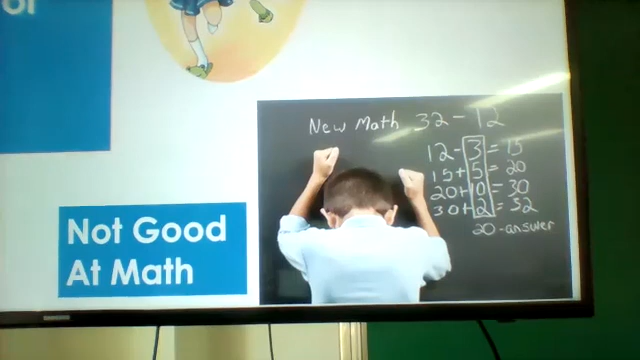 of
New Math 32 - 12
12 - 3 = 15
15 + 5 = 20
20 + 10 = 30
30 + 2 = 32
20 - answer
Not Good
At Math